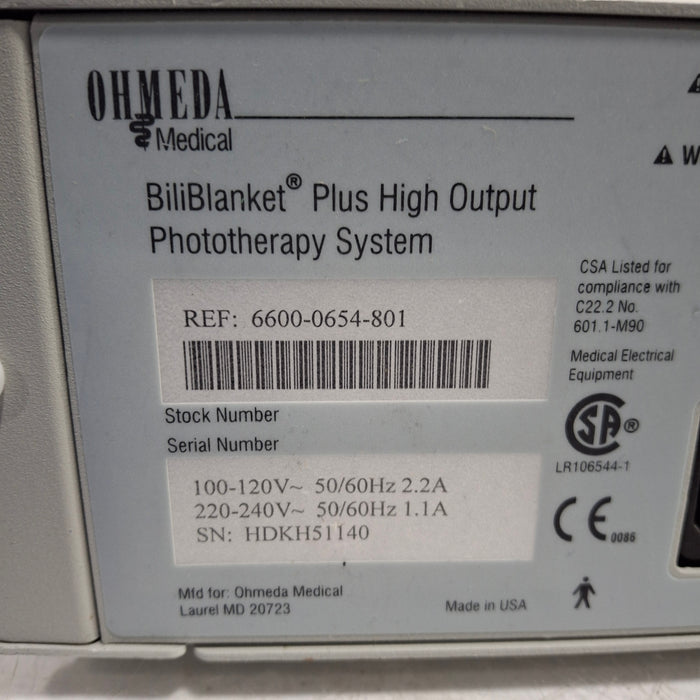 OHMEDA
Medical
BiliBlanket® Plus High Output
Phototherapy System
W
CSA Listed for
compliance with
C22.2 No.
601.1-M90
Medical Electrical
Equipment
REF: 6600-0654-801
Stock Number
Serial Number
SA ®
LR106544-1
100-120V~ 50/60Hz 2.2A
220-240V~ 50/60Hz 1.1A
SN: HDKH51140
CE 0086
Mfd for: Ohmeda Medical
Laurel MD 20723
Made in USA